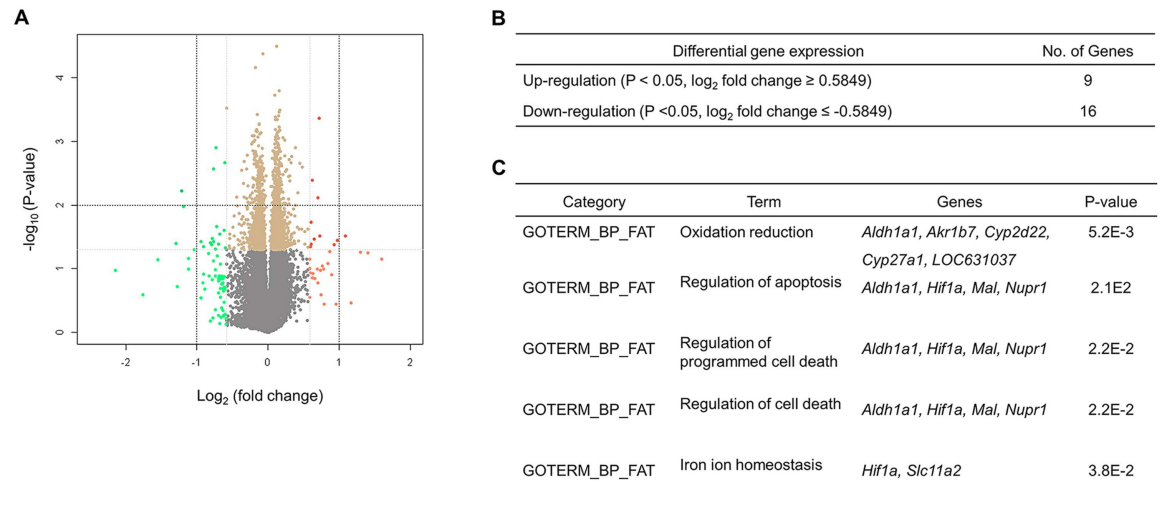 A
4
3
2
1
0
-log10 (P-value)
-2
-1
0
1
2
Log2 (fold change)
B
Differential gene expression No. of Genes
Up-regulation (P < 0.05, log2 fold change ≥ 0.5849) 9
Down-regulation (P <0.05, log2 fold change ≤ -0.5849) 16
C
Category Term Genes P-value
GOTERM_BP_FAT Oxidation reduction Aldh1a1, Akr1b7, Cyp2d22, 5.2E-3
Cyp27a1, LOC631037
GOTERM_BP_FAT Regulation of apoptosis Aldh1a1, Hif1a, Mal, Nupr1 2.1E2
GOTERM_BP_FAT Regulation of Aldh1a1, Hif1a, Mal, Nupr1 2.2E-2
programmed cell death
GOTERM_BP_FAT Regulation of cell death Aldh1a1, Hif1a, Mal, Nupr1 2.2E-2
GOTERM_BP_FAT Iron ion homeostasis Hif1a, Slc11a2 3.8E-2